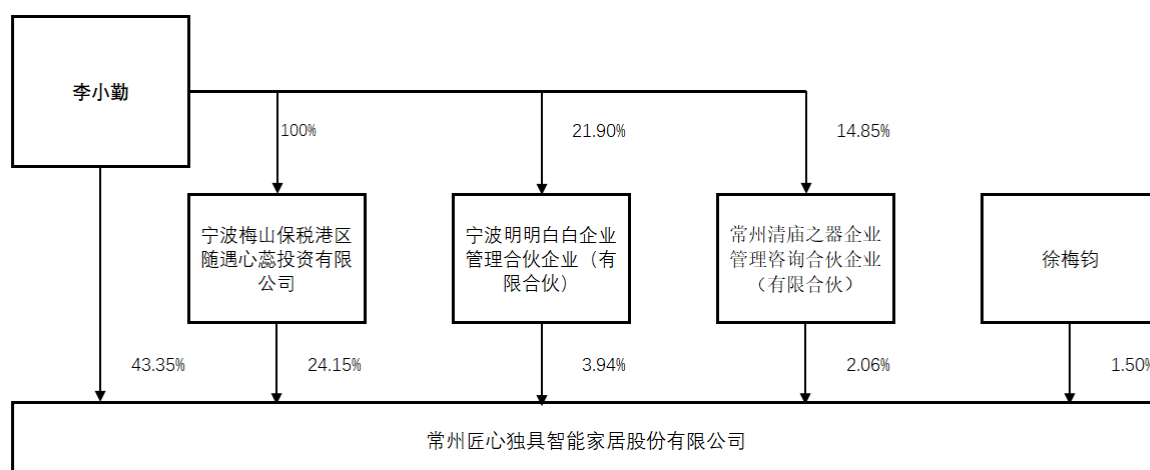 李小勤
100%
21.90%
14.85%
宁波梅山保税港区
随遇心蕊投资有限
公司
宁波明明白白企业
管理合伙企业（有
限合伙）
常州清庙之器企业
管理咨询合伙企业
（有限合伙）
徐梅钧
43.35%
24.15%
3.94%
2.06%
1.50%
常州匠心独具智能家居股份有限公司